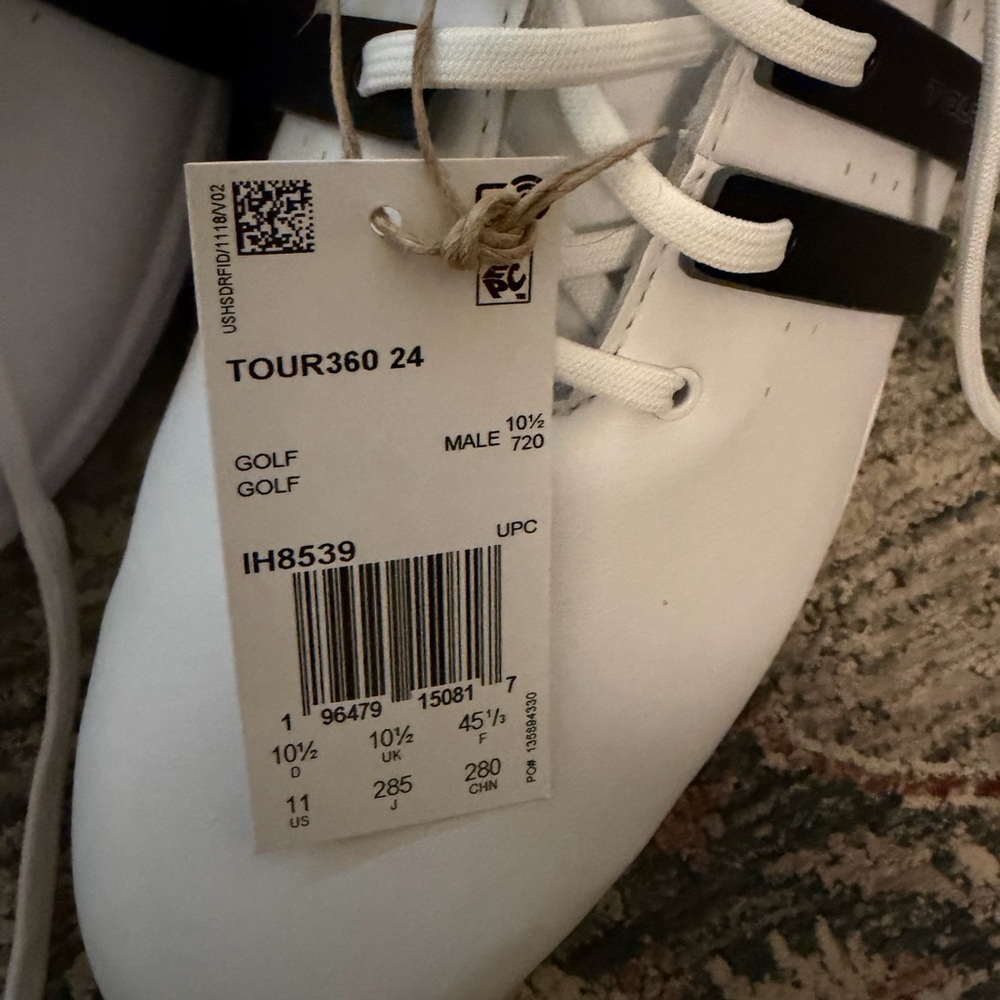 USHSDRFID/1118/V02
EPC
TOUR360 24
MALE 10½
720
GOLF
GOLF
UPC
IH8539
1 96479 15081 7
10½ 10½ 45¹/³
D UK F
11 285 280
US J CHN
PO# 135894330